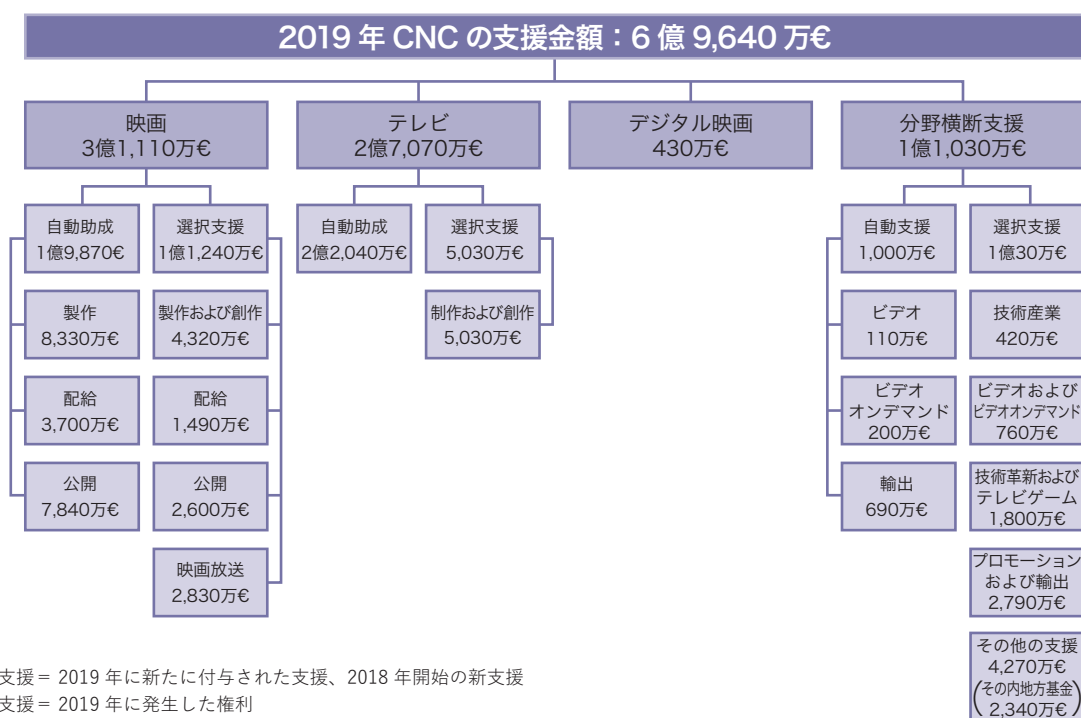 2019 年 CNC の支援金額：6 億 9,640 万€
映画
3億1,110万€
テレビ
2億7,070万€
デジタル映画
430万€
分野横断支援
1億1,030万€
自動助成
1億9,870€
選択支援
1億1,240万€
自動助成
2億2,040万€
選択支援
5,030万€
自動支援
1,000万€
選択支援
1億30万€
製作
8,330万€
製作および創作
4,320万€
制作および創作
5,030万€
ビデオ
110万€
技術産業
420万€
配給
3,700万€
配給
1,490万€
ビデオ
オンデマンド
200万€
ビデオおよび
ビデオオンデマンド
760万€
公開
7,840万€
公開
2,600万€
輸出
690万€
技術革新および
テレビゲーム
1,800万€
映画放送
2,830万€
プロモーション
および輸出
2,790万€
その他の支援
4,270万€
(その内地方基金
2,340万€)
支援＝ 2019 年に新たに付与された支援、2018 年開始の新支援
支援＝ 2019 年に発生した権利